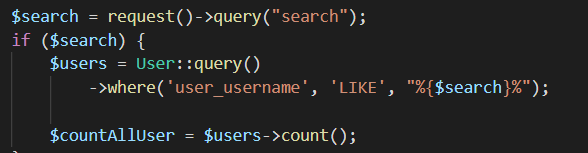 $search = request()->query("search");
if ($search) {
    $users = User::query()
        ->where('user_username', 'LIKE', "%{$search}%");

    $countAllUser = $users->count();